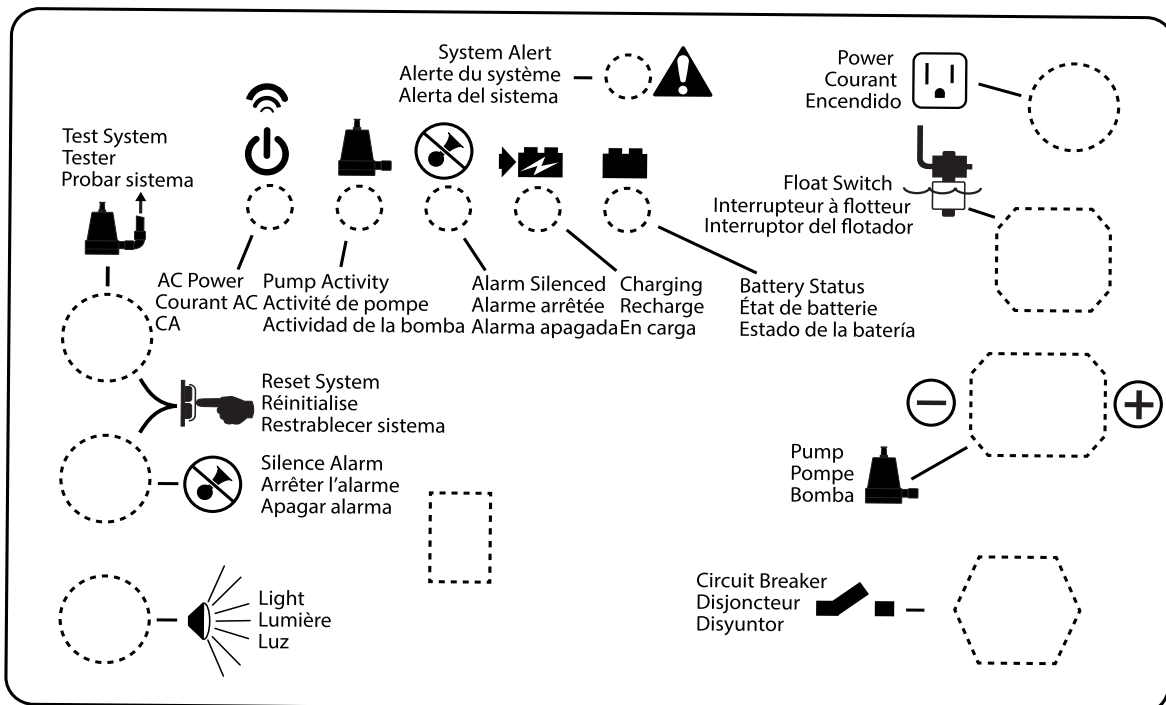 System Alert
Alerte du système
Alerta del sistema
Power
Courant
Encendido
Test System
Tester
Probar sistema
Float Switch
Interrupteur à flotteur
Interruptor del flotador
AC Power
Courant AC
CA
Pump Activity
Activité de pompe
Actividad de la bomba
Alarm Silenced
Alarme arrêtée
Alarma apagada
Charging
Recharge
En carga
Battery Status
État de batterie
Estado de la batería
Reset System
Réinitialise
Restrablecer sistema
Silence Alarm
Arrêter l'alarme
Apagar alarma
Pump
Pompe
Bomba
Light
Lumière
Luz
Circuit Breaker
Disjoncteur
Disyuntor